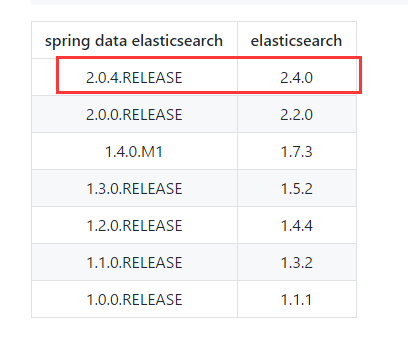 spring data elasticsearch elasticsearch
2.0.4.RELEASE 2.4.0
2.0.0.RELEASE 2.2.0
1.4.0.M1 1.7.3
1.3.0.RELEASE 1.5.2
1.2.0.RELEASE 1.4.4
1.1.0.RELEASE 1.3.2
1.0.0.RELEASE 1.1.1